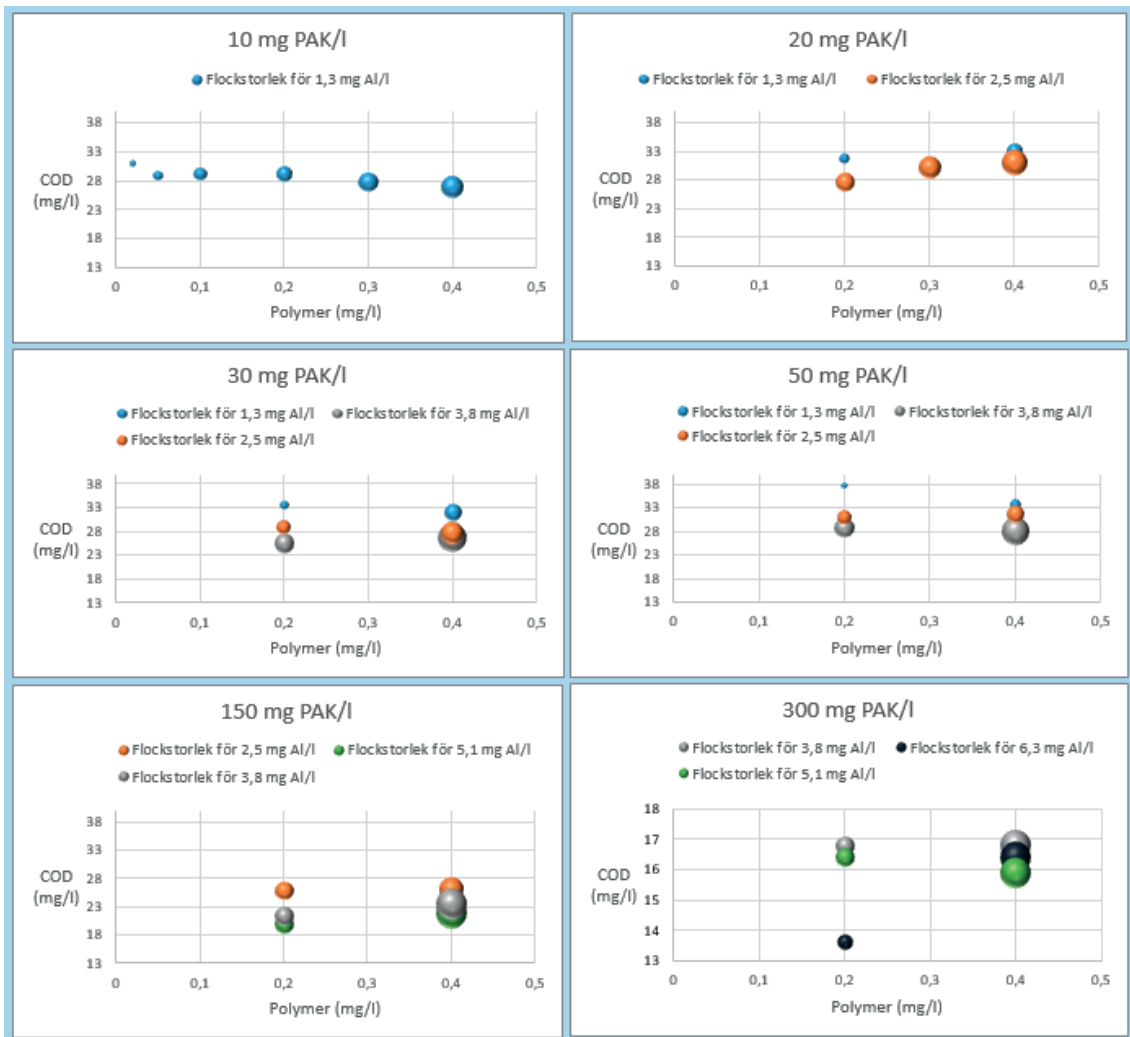 10 mg PAK/l
Flockstorlek för 1,3 mg Al/l
38
33
28
23
18
13
COD
(mg/l)
0 0,1 0,2 0,3 0,4 0,5
Polymer (mg/l)
20 mg PAK/l
Flockstorlek för 1,3 mg Al/l Flockstorlek för 2,5 mg Al/l
38
33
28
23
18
13
COD
(mg/l)
0 0,1 0,2 0,3 0,4 0,5
Polymer (mg/l)
30 mg PAK/l
Flockstorlek för 1,3 mg Al/l Flockstorlek för 3,8 mg Al/l
Flockstorlek för 2,5 mg Al/l
38
33
28
23
18
13
COD
(mg/l)
0 0,1 0,2 0,3 0,4 0,5
Polymer (mg/l)
50 mg PAK/l
Flockstorlek för 1,3 mg Al/l Flockstorlek för 3,8 mg Al/l
Flockstorlek för 2,5 mg Al/l
38
33
28
23
18
13
COD
(mg/l)
0 0,1 0,2 0,3 0,4 0,5
Polymer (mg/l)
150 mg PAK/l
Flockstorlek för 2,5 mg Al/l Flockstorlek för 5,1 mg Al/l
Flockstorlek för 3,8 mg Al/l
38
33
28
23
18
13
COD
(mg/l)
0 0,1 0,2 0,3 0,4 0,5
Polymer (mg/l)
300 mg PAK/l
Flockstorlek för 3,8 mg Al/l Flockstorlek för 6,3 mg Al/l
Flockstorlek för 5,1 mg Al/l
18
17
16
15
14
13
COD
(mg/l)
0 0,1 0,2 0,3 0,4 0,5
Polymer (mg/l)